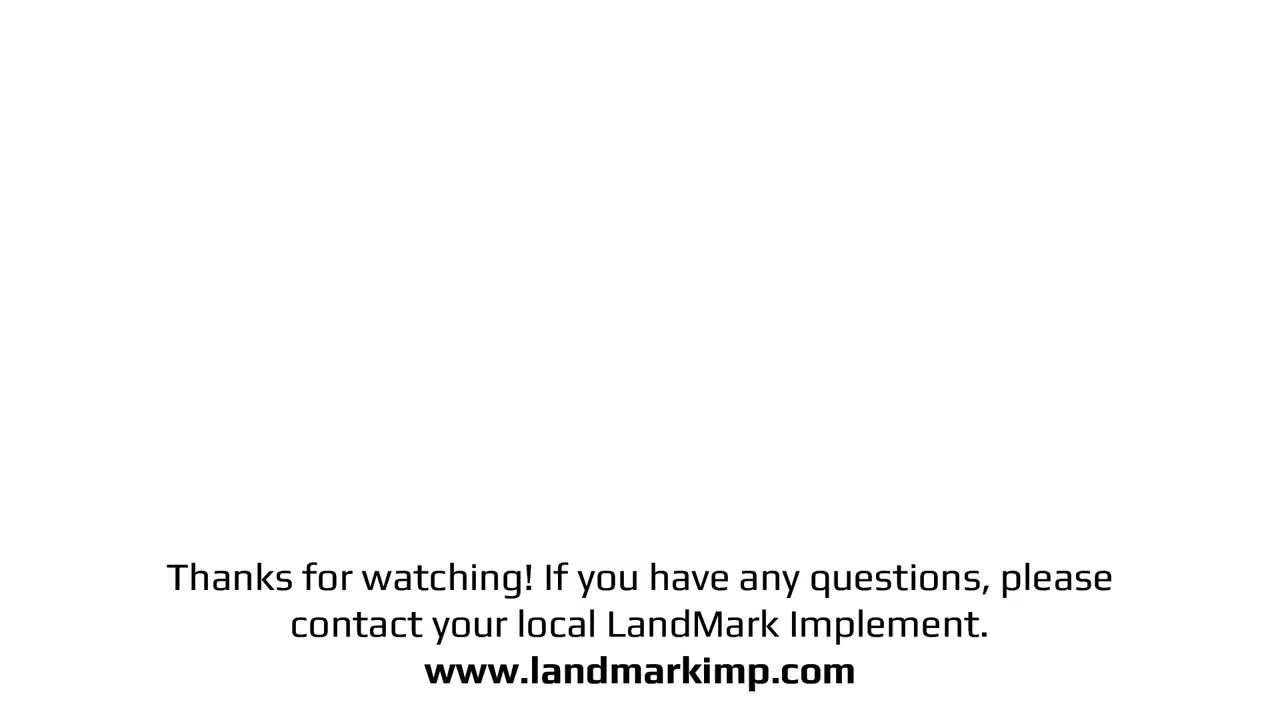 Thanks for watching! If you have any questions, please
contact your local LandMark Implement.
www.landmarkimp.com